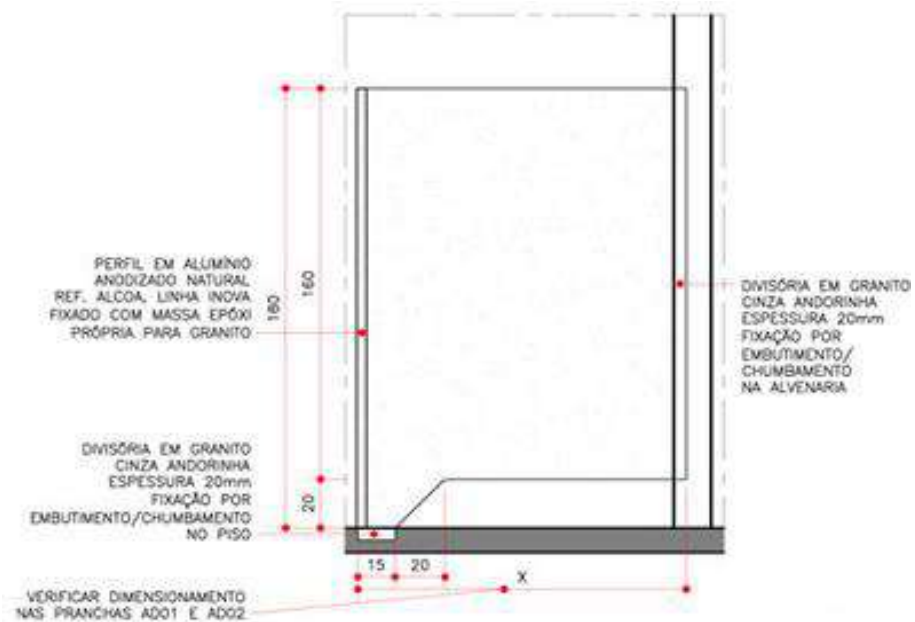 180
160
PERFIL EM ALUMÍNIO
ANODIZADO NATURAL
REF. ALCOA, LINHA INOVA
FIXADO COM MASSA EPÓXI
PRÓPRIA PARA GRANITO
DIVISÓRIA EM GRANITO
CINZA ANDORINHA
ESPESSURA 20mm
FIXAÇÃO POR
EMBUTIMENTO/
CHUMBAMENTO
NA ALVENARIA
DIVISÓRIA EM GRANITO
CINZA ANDORINHA
ESPESSURA 20mm
FIXAÇÃO POR
EMBUTIMENTO/CHUMBAMENTO
NO PISO
20
15 20 X
VERIFICAR DIMENSIONAMENTO
NAS PRANCHAS AD01 E AD02